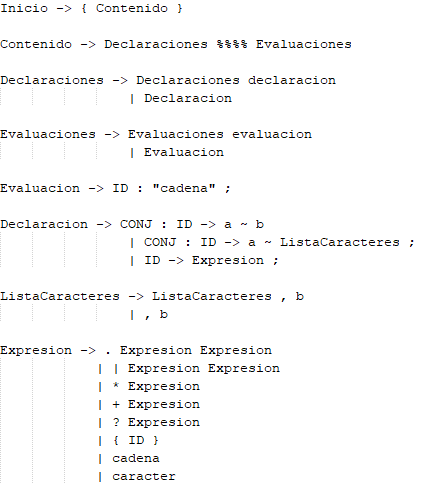 Inicio -> { Contenido }
Contenido -> Declaraciones %%%% Evaluaciones
Declaraciones -> Declaraciones declaracion
| Declaracion
Evaluaciones -> Evaluaciones evaluacion
| Evaluacion
Evaluacion -> ID : "cadena" ;
Declaracion -> CONJ : ID -> a ~ b
| CONJ : ID -> a ~ ListaCaracteres ;
| ID -> Expresion ;
ListaCaracteres -> ListaCaracteres , b
| , b
Expresion -> . Expresion Expresion
| | Expresion Expresion
| * Expresion
| + Expresion
| ? Expresion
| { ID }
| cadena
| caracter